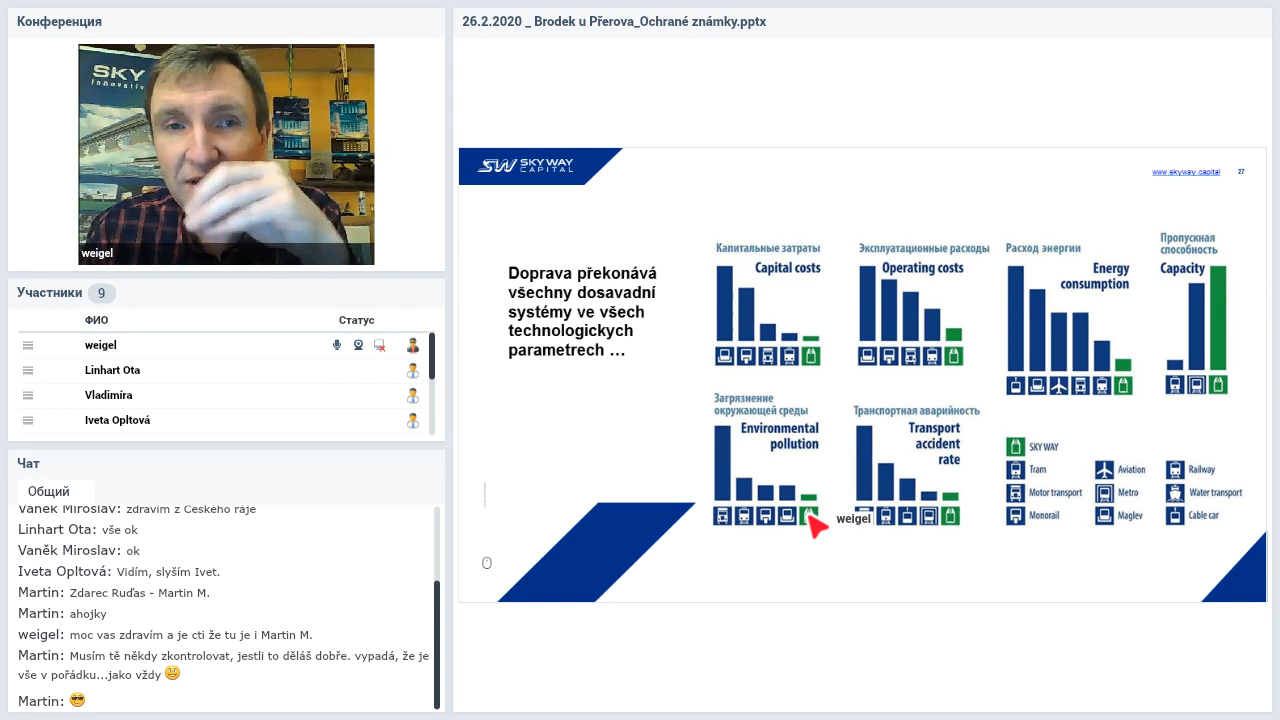 Конференция
SKY
weigel
Участники 9
ФИО Статус
weigel
Linhart Ota
Vladimíra
Iveta Opltová
Чат
Общий
Vaněk Miroslav: zdravím z Českého ráje
Linhart Ota: vše ok
Vaněk Miroslav: ok
Iveta Opltová: Vidím, slyším Ivet.
Martin: Zdarec Ruďas - Martin M.
Martin: ahojky
weigel: moc vas zdravím a je cti že tu je i Martin M.
Martin: Musím tě někdy zkontrolovat, jestli to děláš dobře. vypadá, že je
vše v pořádku...jako vždy
Martin:
26.2.2020 _ Brodek u Přerova_Ochrané známky.pptx
SW SKY WAY
CAPITAL
www.skyway.capital 27
Doprava překonává
všechny dosavadní
systémy ve všech
technologickych
parametrech ...
Капитальные затраты
Capital costs
Эксплуатационные расходы
Operating costs
Расход энергии
Energy
consumption
Пропускная
способность
Capacity
Загрязнение
окружающей среды
Environmental
pollution
Транспортная аварийность
Transport
accident
rate
weigel
SKY WAY
Tram
Aviation
Railway
Motor transport
Metro
Water transport
Monorail
Maglev
Cable car